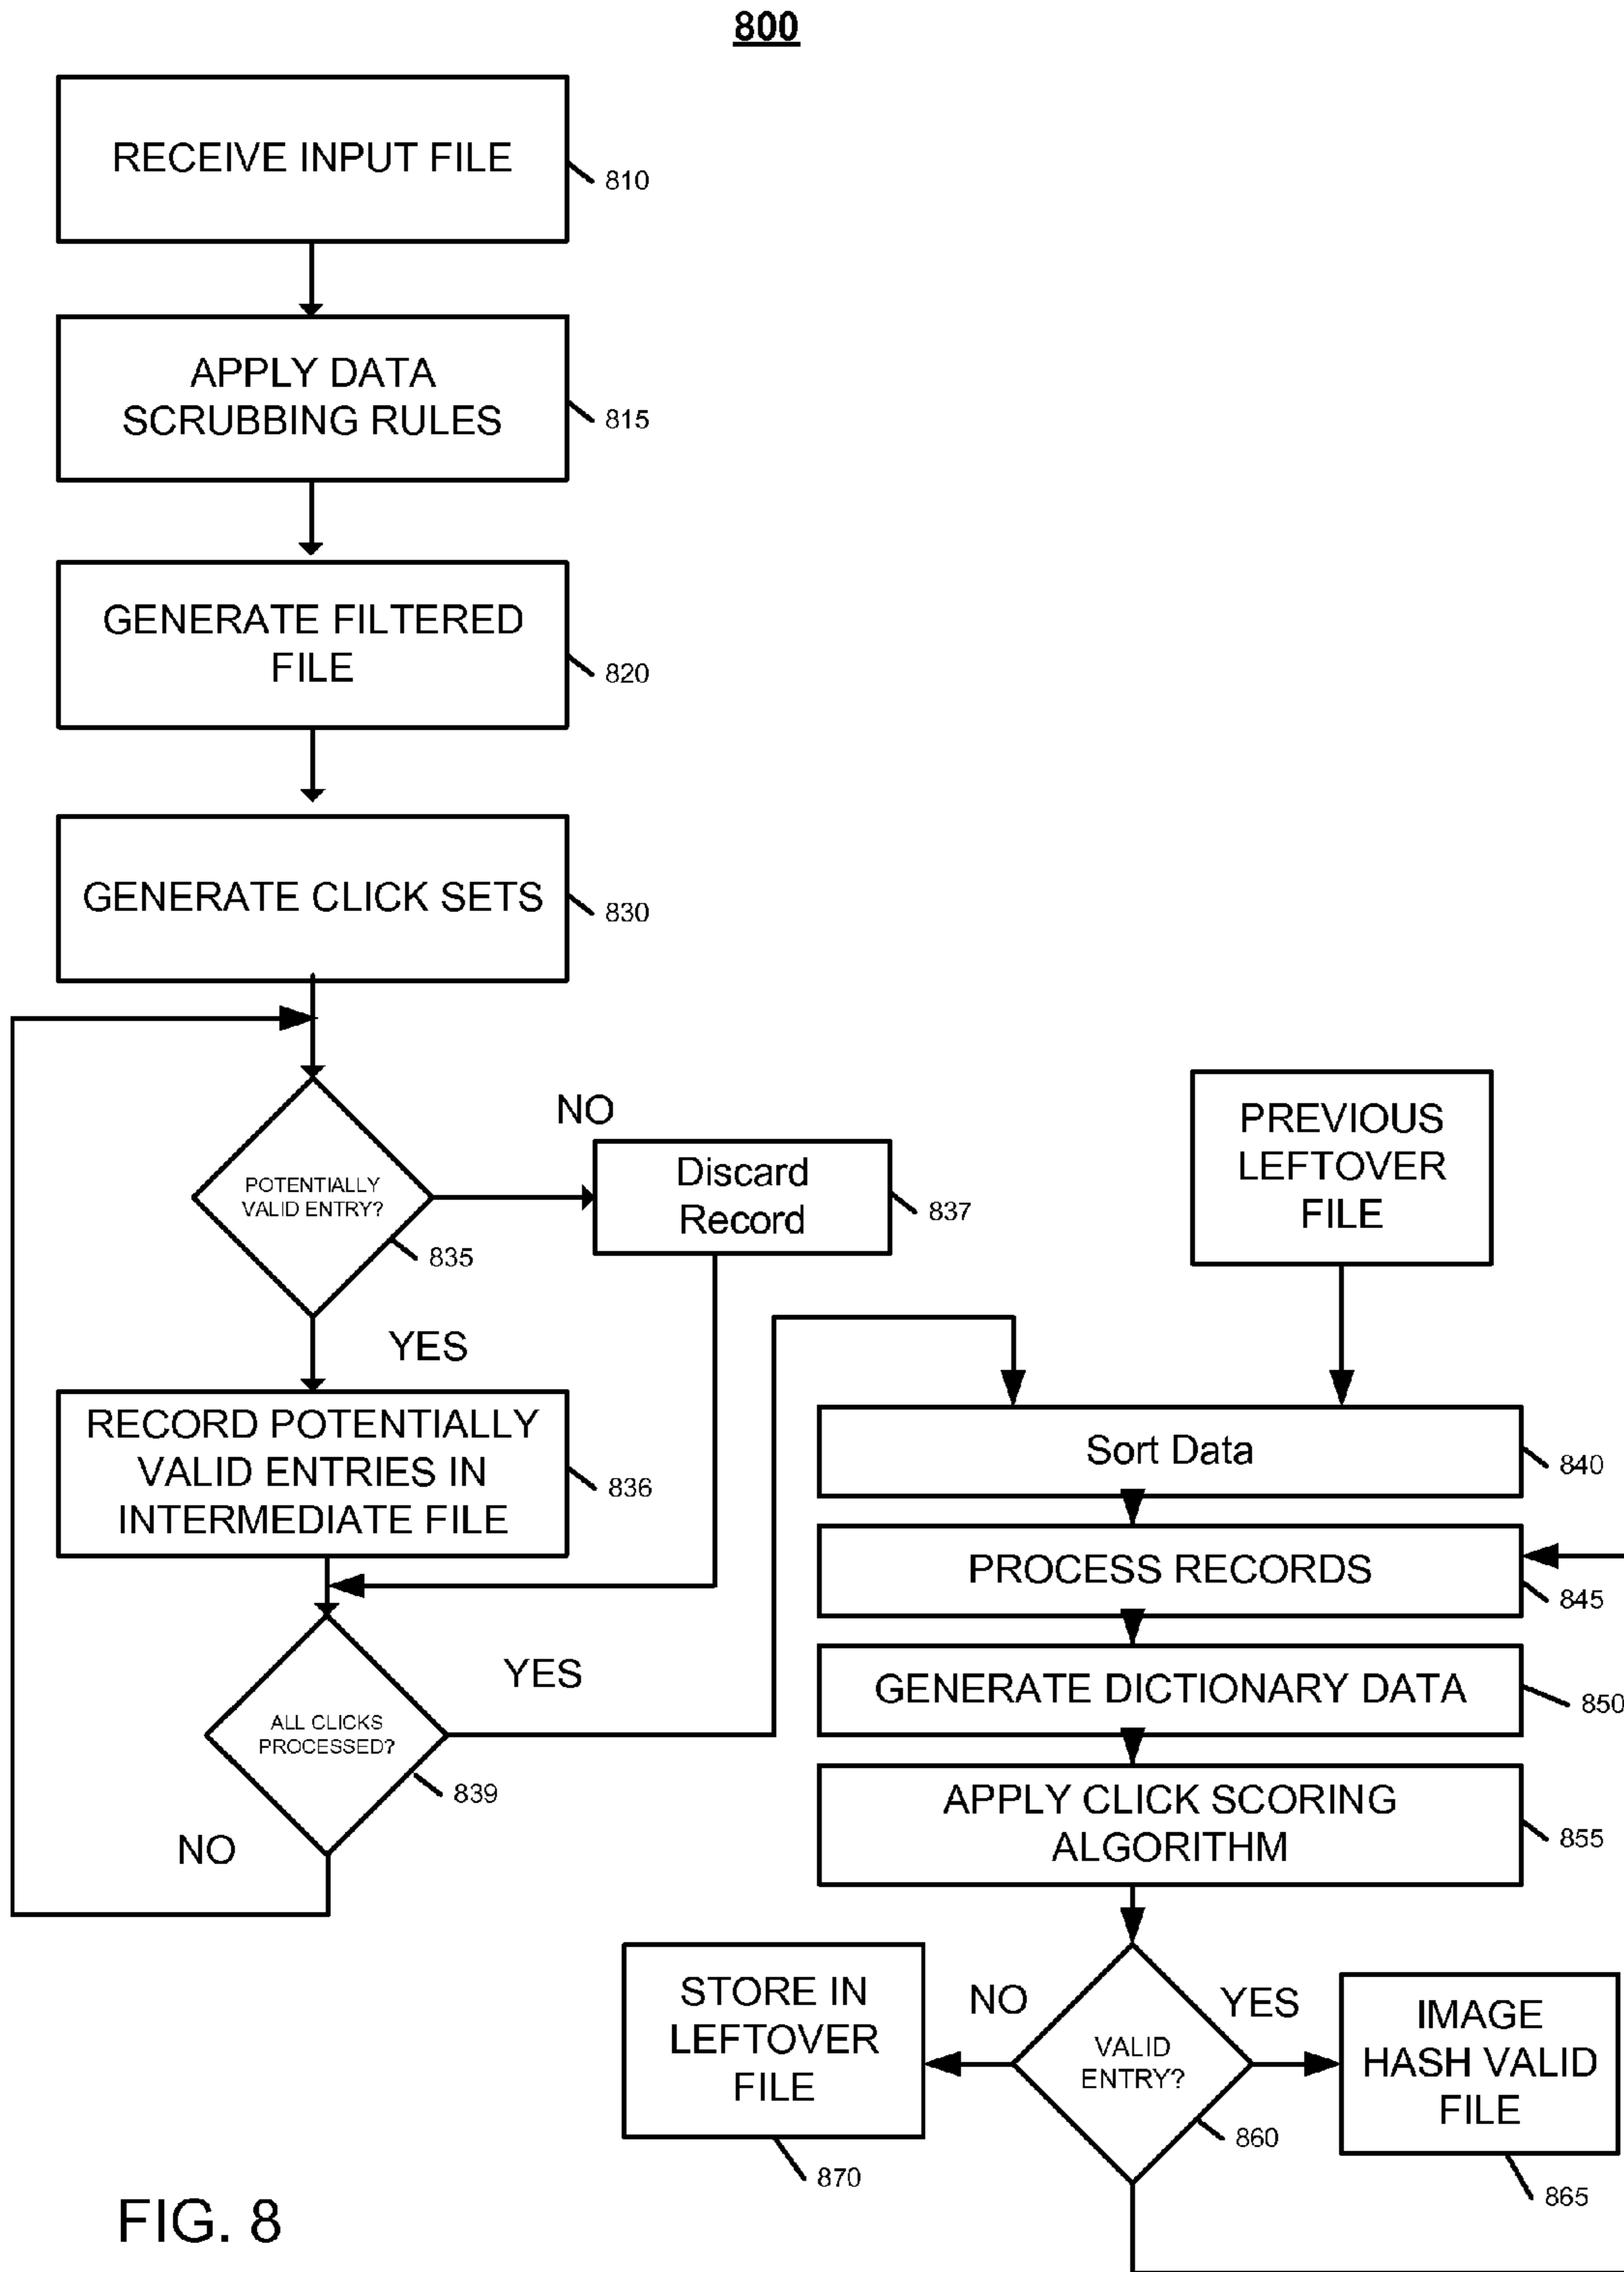 800
RECEIVE INPUT FILE
810
APPLY DATA
SCRUBBING RULES
815
GENERATE FILTERED
FILE
820
GENERATE CLICK SETS
830
POTENTIALLY
VALID ENTRY?
835
NO
Discard
Record
837
YES
RECORD POTENTIALLY
VALID ENTRIES IN
INTERMEDIATE FILE
836
ALL CLICKS
PROCESSED?
839
YES
NO
PREVIOUS
LEFTOVER
FILE
Sort Data
840
PROCESS RECORDS
845
GENERATE DICTIONARY DATA
850
APPLY CLICK SCORING
ALGORITHM
855
VALID
ENTRY?
860
NO
STORE IN
LEFTOVER
FILE
870
YES
IMAGE
HASH VALID
FILE
865
FIG. 8